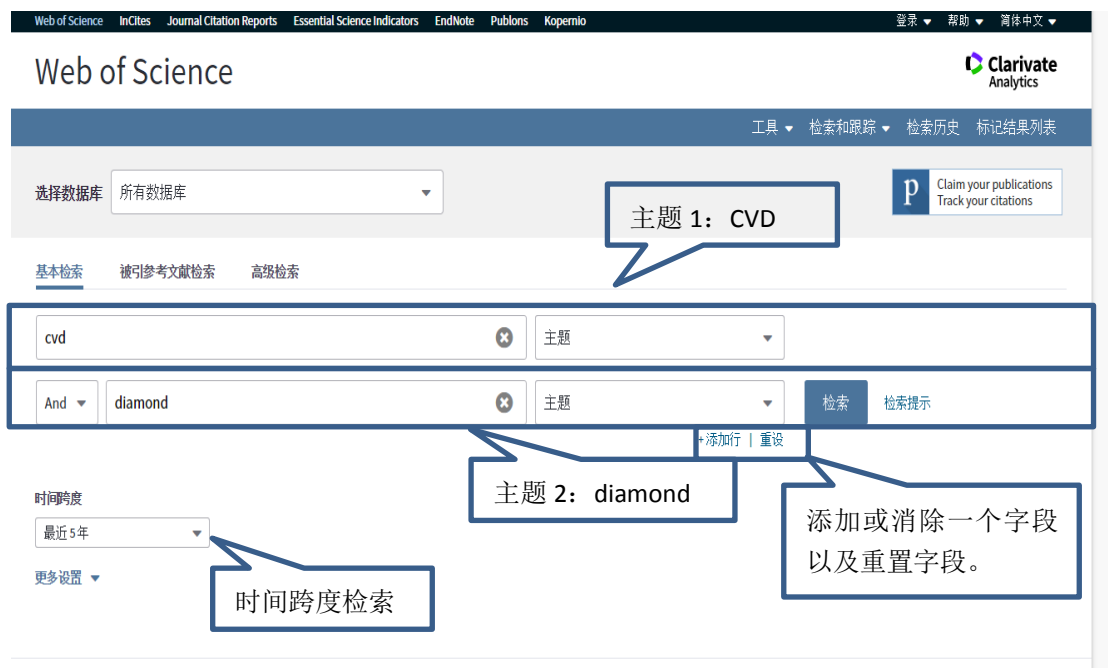 Web of Science InCites Journal Citation Reports Essential Science Indicators EndNote Publons Kopernio 登录 帮助 简体中文
Web of Science
Clarivate
Analytics
工具 检索和跟踪 检索历史 标记结果列表
选择数据库 所有数据库
p Claim your publications
Track your citations
主题 1：CVD
基本检索 被引参考文献检索 高级检索
cvd 主题
And diamond 主题 检索 检索提示
+添加行 | 重设
主题 2：diamond
时间跨度
最近5年
更多设置
时间跨度检索
添加或消除一个字段
以及重置字段。